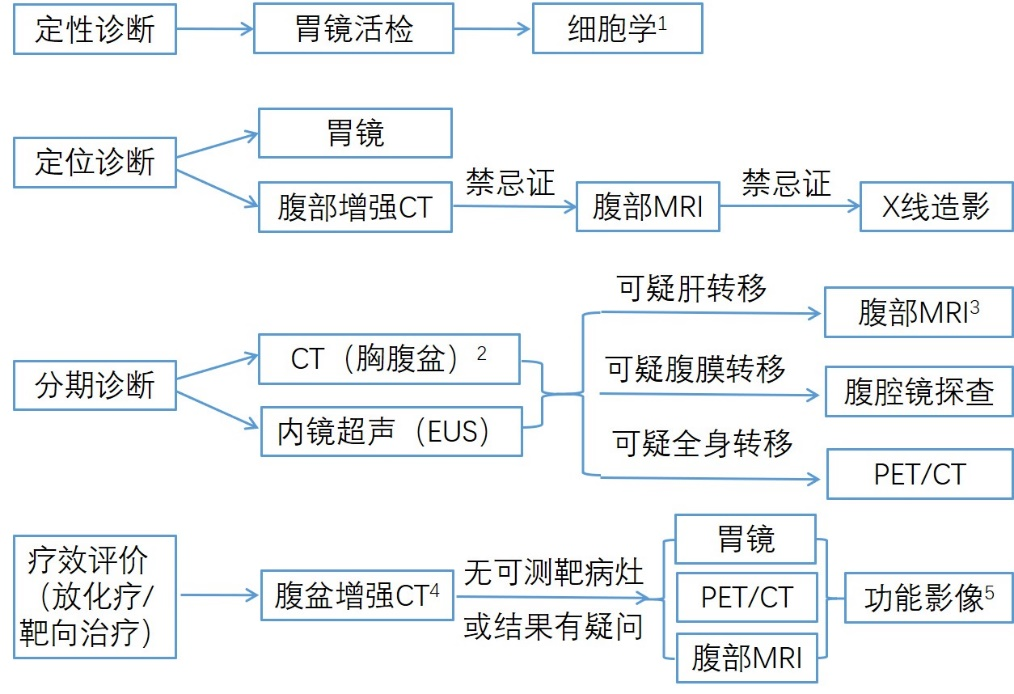 定性诊断
胃镜活检
细胞学¹
定位诊断
胃镜
腹部增强CT
禁忌证
腹部MRI
禁忌证
X线造影
分期诊断
CT（胸腹盆）²
内镜超声（EUS）
可疑肝转移
腹部MRI³
可疑腹膜转移
腹腔镜探查
可疑全身转移
PET/CT
疗效评价
（放化疗/
靶向治疗）
腹盆增强CT⁴
无可测靶病灶
或结果有疑问
胃镜
PET/CT
腹部MRI
功能影像⁵